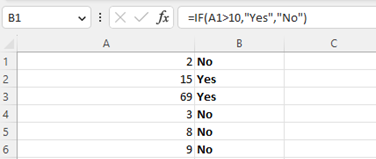 B1 fx =IF(A1>10,"Yes","No")
A B C
1 2 No
2 15 Yes
3 69 Yes
4 3 No
5 8 No
6 9 No